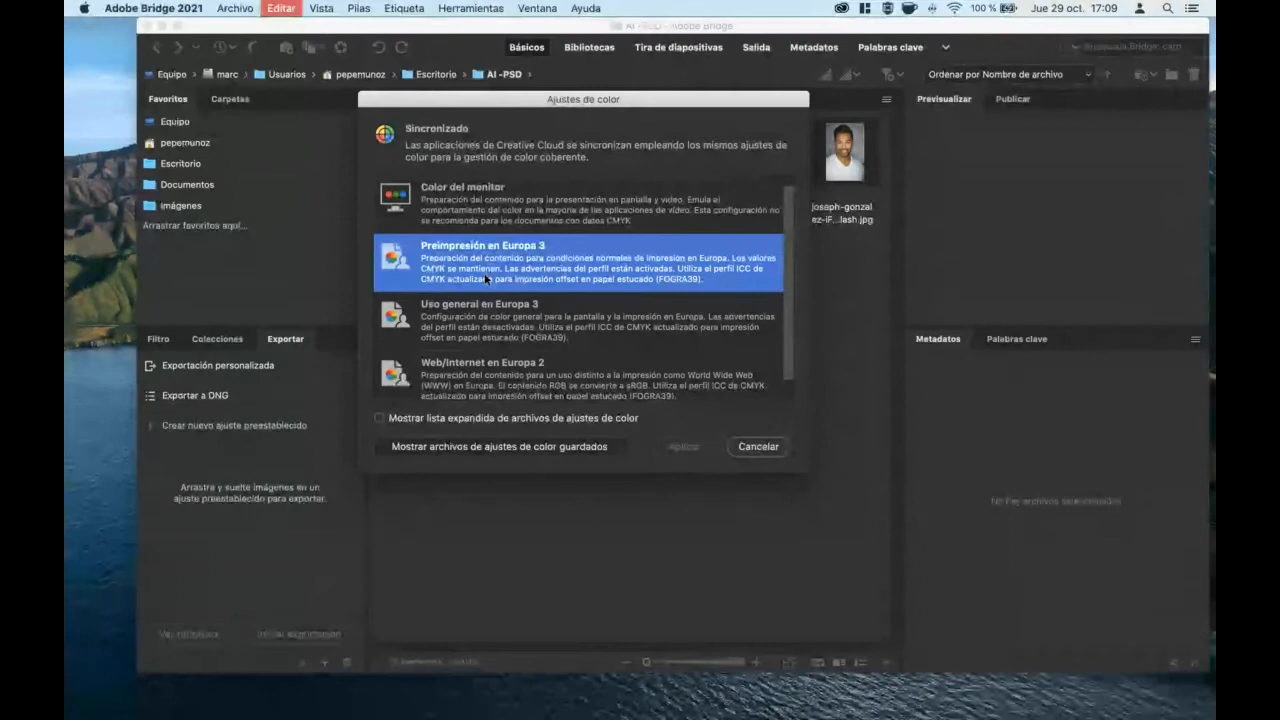 Adobe Bridge 2021 Archivo Editar Vista Pilas Etiqueta Herramientas Ventana Ayuda 100 % Jue 29 oct. 17:09
AI -PSD - Adobe Bridge
Básicos Bibliotecas Tira de diapositivas Salida Metadatos Palabras clave
Equipo marc Usuarios pepemunoz Escritorio AI -PSD Ordenar por Nombre de archivo
Favoritos Carpetas
Equipo
pepemunoz
Escritorio
Documentos
Imágenes
Arrastrar favoritos aquí...
Ajustes de color
Sincronizado
Las aplicaciones de Creative Cloud se sincronizan empleando los mismos ajustes de
color para la gestión de color coherente.
Color del monitor
Preparación del contenido para la presentación en pantalla y vídeo. Emula el
comportamiento del color en la mayoría de las aplicaciones de vídeo. Esta configuración no
se recomienda para los documentos con datos CMYK
Preimpresión en Europa 3
Preparación del contenido para condiciones normales de impresión en Europa. Los valores
CMYK se mantienen. Las advertencias del perfil están activadas. Utiliza el perfil ICC de
CMYK actualizado para impresión offset en papel estucado (FOGRA39).
Uso general en Europa 3
Configuración de color general para la pantalla y la impresión en Europa. Las advertencias
del perfil están desactivadas. Utiliza el perfil ICC de CMYK actualizado para impresión
offset en papel estucado (FOGRA39).
Web/Internet en Europa 2
Preparación del contenido para un uso distinto a la impresión como World Wide Web
(WWW) en Europa. El contenido RGB se convierte a sRGB. Utiliza el perfil ICC de CMYK
actualizado para impresión offset en papel estucado (FOGRA39).
Mostrar lista expandida de archivos de ajustes de color
Mostrar archivos de ajustes de color guardados Aplicar Cancelar
joseph-gonzal
ez-iF...lash.jpg
Previsualizar Publicar
Filtro Colecciones Exportar
Exportación personalizada
Exportar a DNG
Crear nuevo ajuste preestablecido
Arrastra y suelte imágenes en un
ajuste preestablecido para exportar.
Iniciar exportación
Metadatos Palabras clave
No hay archivos seleccionados